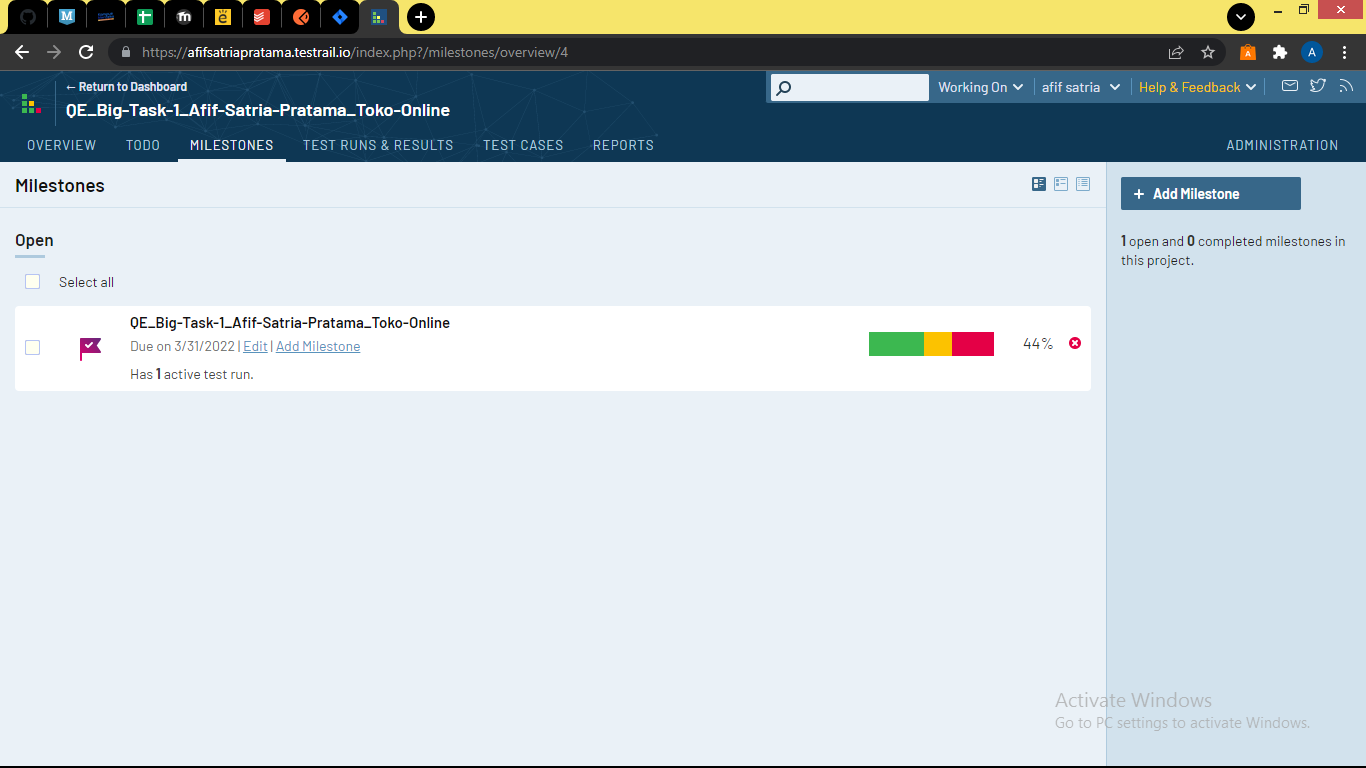 https://afifsatriapratama.testrail.io/index.php?/milestones/overview/4
← Return to Dashboard
QE_Big-Task-1_Afif-Satria-Pratama_Toko-Online
Working On
afif satria
Help & Feedback
OVERVIEW
TODO
MILESTONES
TEST RUNS & RESULTS
TEST CASES
REPORTS
ADMINISTRATION
Milestones
+ Add Milestone
1 open and 0 completed milestones in
this project.
Open
Select all
QE_Big-Task-1_Afif-Satria-Pratama_Toko-Online
Due on 3/31/2022 | Edit | Add Milestone
Has 1 active test run.
44%
Activate Windows
Go to PC settings to activate Windows.